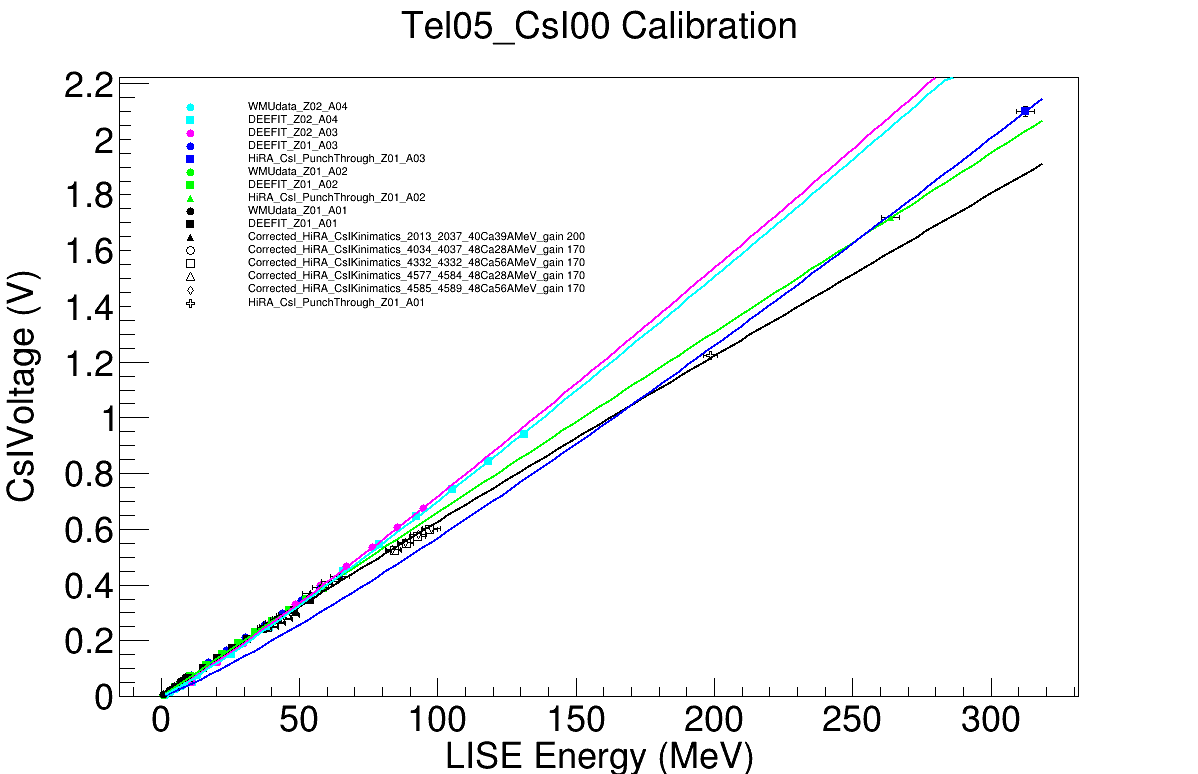 Tel05_CsI00 Calibration
2.2
2
1.8
1.6
1.4
1.2
1
0.8
0.6
0.4
0.2
0
CsIVoltage (V)
WMUdata_Z02_A04
DEEFIT_Z02_A04
DEEFIT_Z02_A03
DEEFIT_Z01_A03
HiRA_CsI_PunchThrough_Z01_A03
WMUdata_Z01_A02
DEEFIT_Z01_A02
HiRA_CsI_PunchThrough_Z01_A02
WMUdata_Z01_A01
DEEFIT_Z01_A01
Corrected_HiRA_CsIKinimatics_2013_2037_40Ca39AMeV_gain 200
Corrected_HiRA_CsIKinimatics_4034_4037_48Ca28AMeV_gain 170
Corrected_HiRA_CsIKinimatics_4332_4332_48Ca56AMeV_gain 170
Corrected_HiRA_CsIKinimatics_4577_4584_48Ca28AMeV_gain 170
Corrected_HiRA_CsIKinimatics_4585_4589_48Ca56AMeV_gain 170
HiRA_CsI_PunchThrough_Z01_A01
0 50 100 150 200 250 300
LISE Energy (MeV)